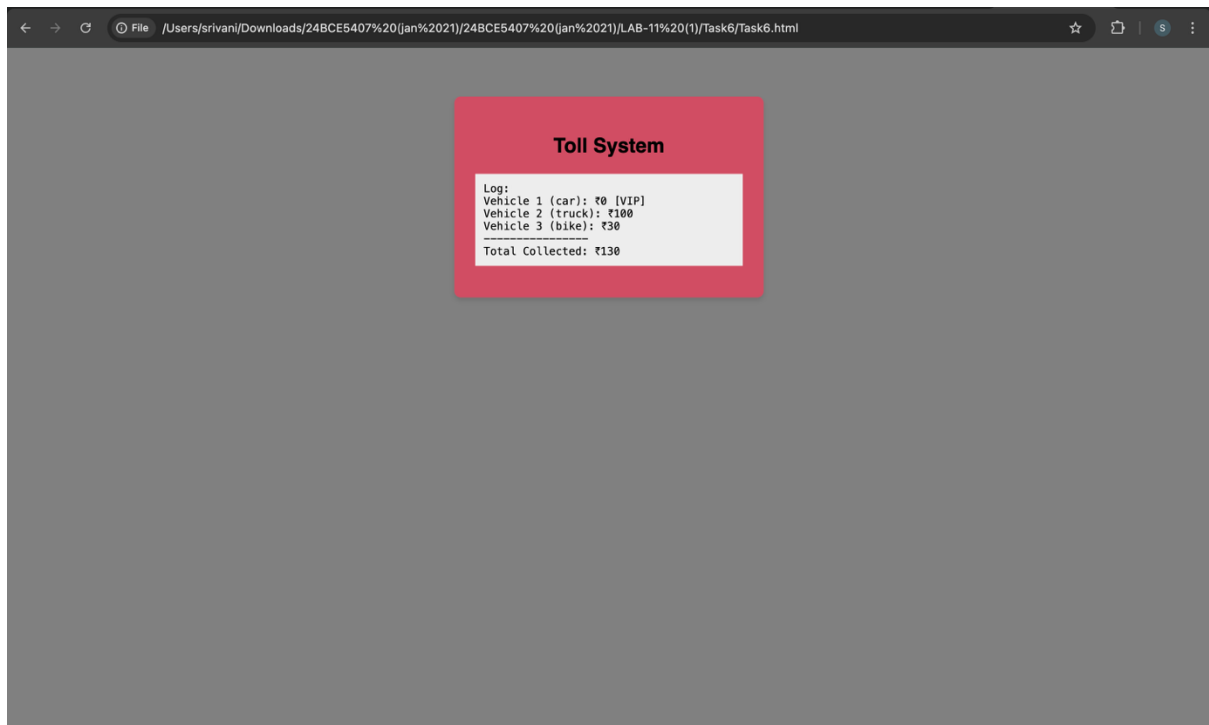 File /Users/srivani/Downloads/24BCE5407%20(jan%2021)/24BCE5407%20(jan%2021)/LAB-11%20(1)/Task6/Task6.html
S
Toll System
Log:
Vehicle 1 (car): ₹0 [VIP]
Vehicle 2 (truck): ₹100
Vehicle 3 (bike): ₹30
----------------
Total Collected: ₹130